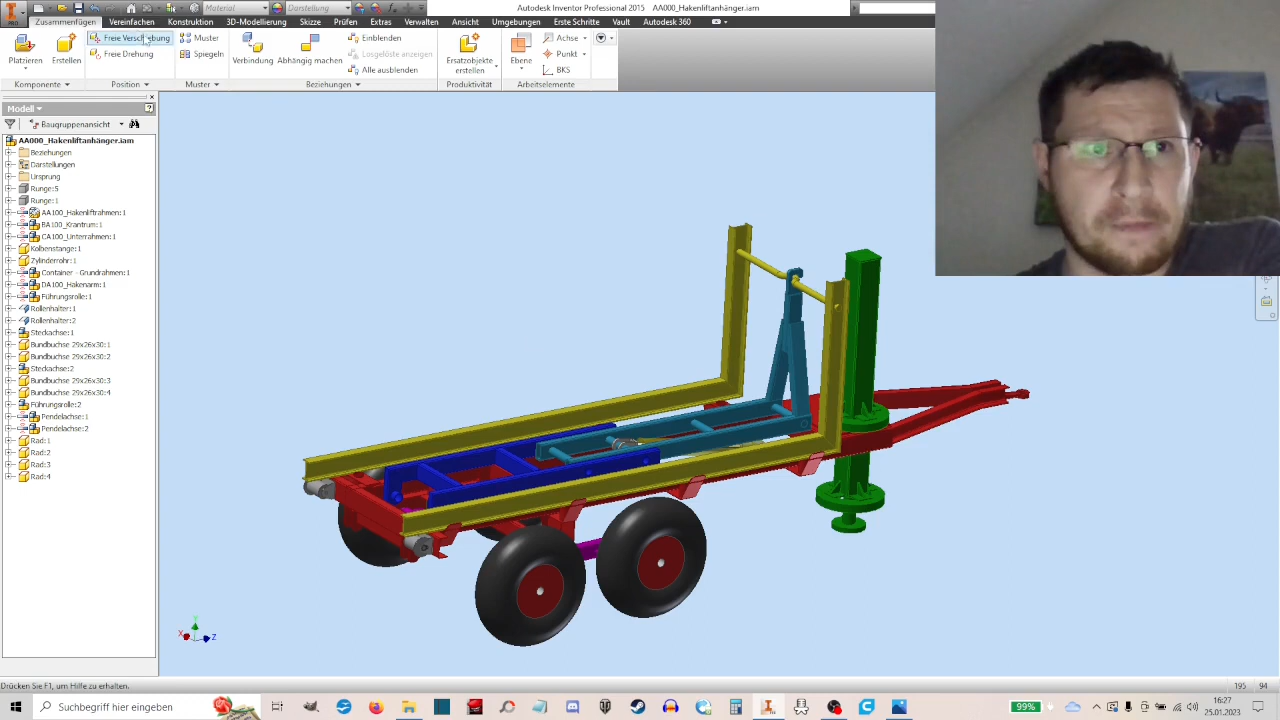 Material
Darstellung
Autodesk Inventor Professional 2015 AA000_Hakenliftanhänger.iam
Zusammenfügen Vereinfachen Konstruktion 3D-Modellierung Skizze Prüfen Extras Verwalten Ansicht Umgebungen Erste Schritte Vault Autodesk 360
Platzieren
Erstellen
Freie Verschiebung
Freie Drehung
Muster
Spiegeln
Verbindung
Abhängig machen
Einblenden
Losgelöste anzeigen
Alle ausblenden
Ersatzobjekte
erstellen
Ebene
Achse
Punkt
BKS
Komponente Position Muster Beziehungen Produktivität Arbeitselemente
Modell
Baugruppenansicht
AA000_Hakenliftanhänger.iam
Beziehungen
Darstellungen
Ursprung
Runge:5
Runge:1
AA100_Hakenliftrahmen:1
BA100_Krantrum:1
CA100_Unterrahmen:1
Kolbenstange:1
Zylinderrohr:1
Container - Grundrahmen:1
DA100_Hakenarm:1
Führungsrolle:1
Rollenhalter:1
Rollenhalter:2
Steckachse:1
Bundbuchse 29x26x30:1
Bundbuchse 29x26x30:2
Steckachse:2
Bundbuchse 29x26x30:3
Bundbuchse 29x26x30:4
Führungsrolle:2
Pendelachse:1
Pendelachse:2
Rad:1
Rad:2
Rad:3
Rad:4
X Y Z
Drücken Sie F1, um Hilfe zu erhalten.
195 94
Suchbegriff hier eingeben
99%
16:27
25.01.2023